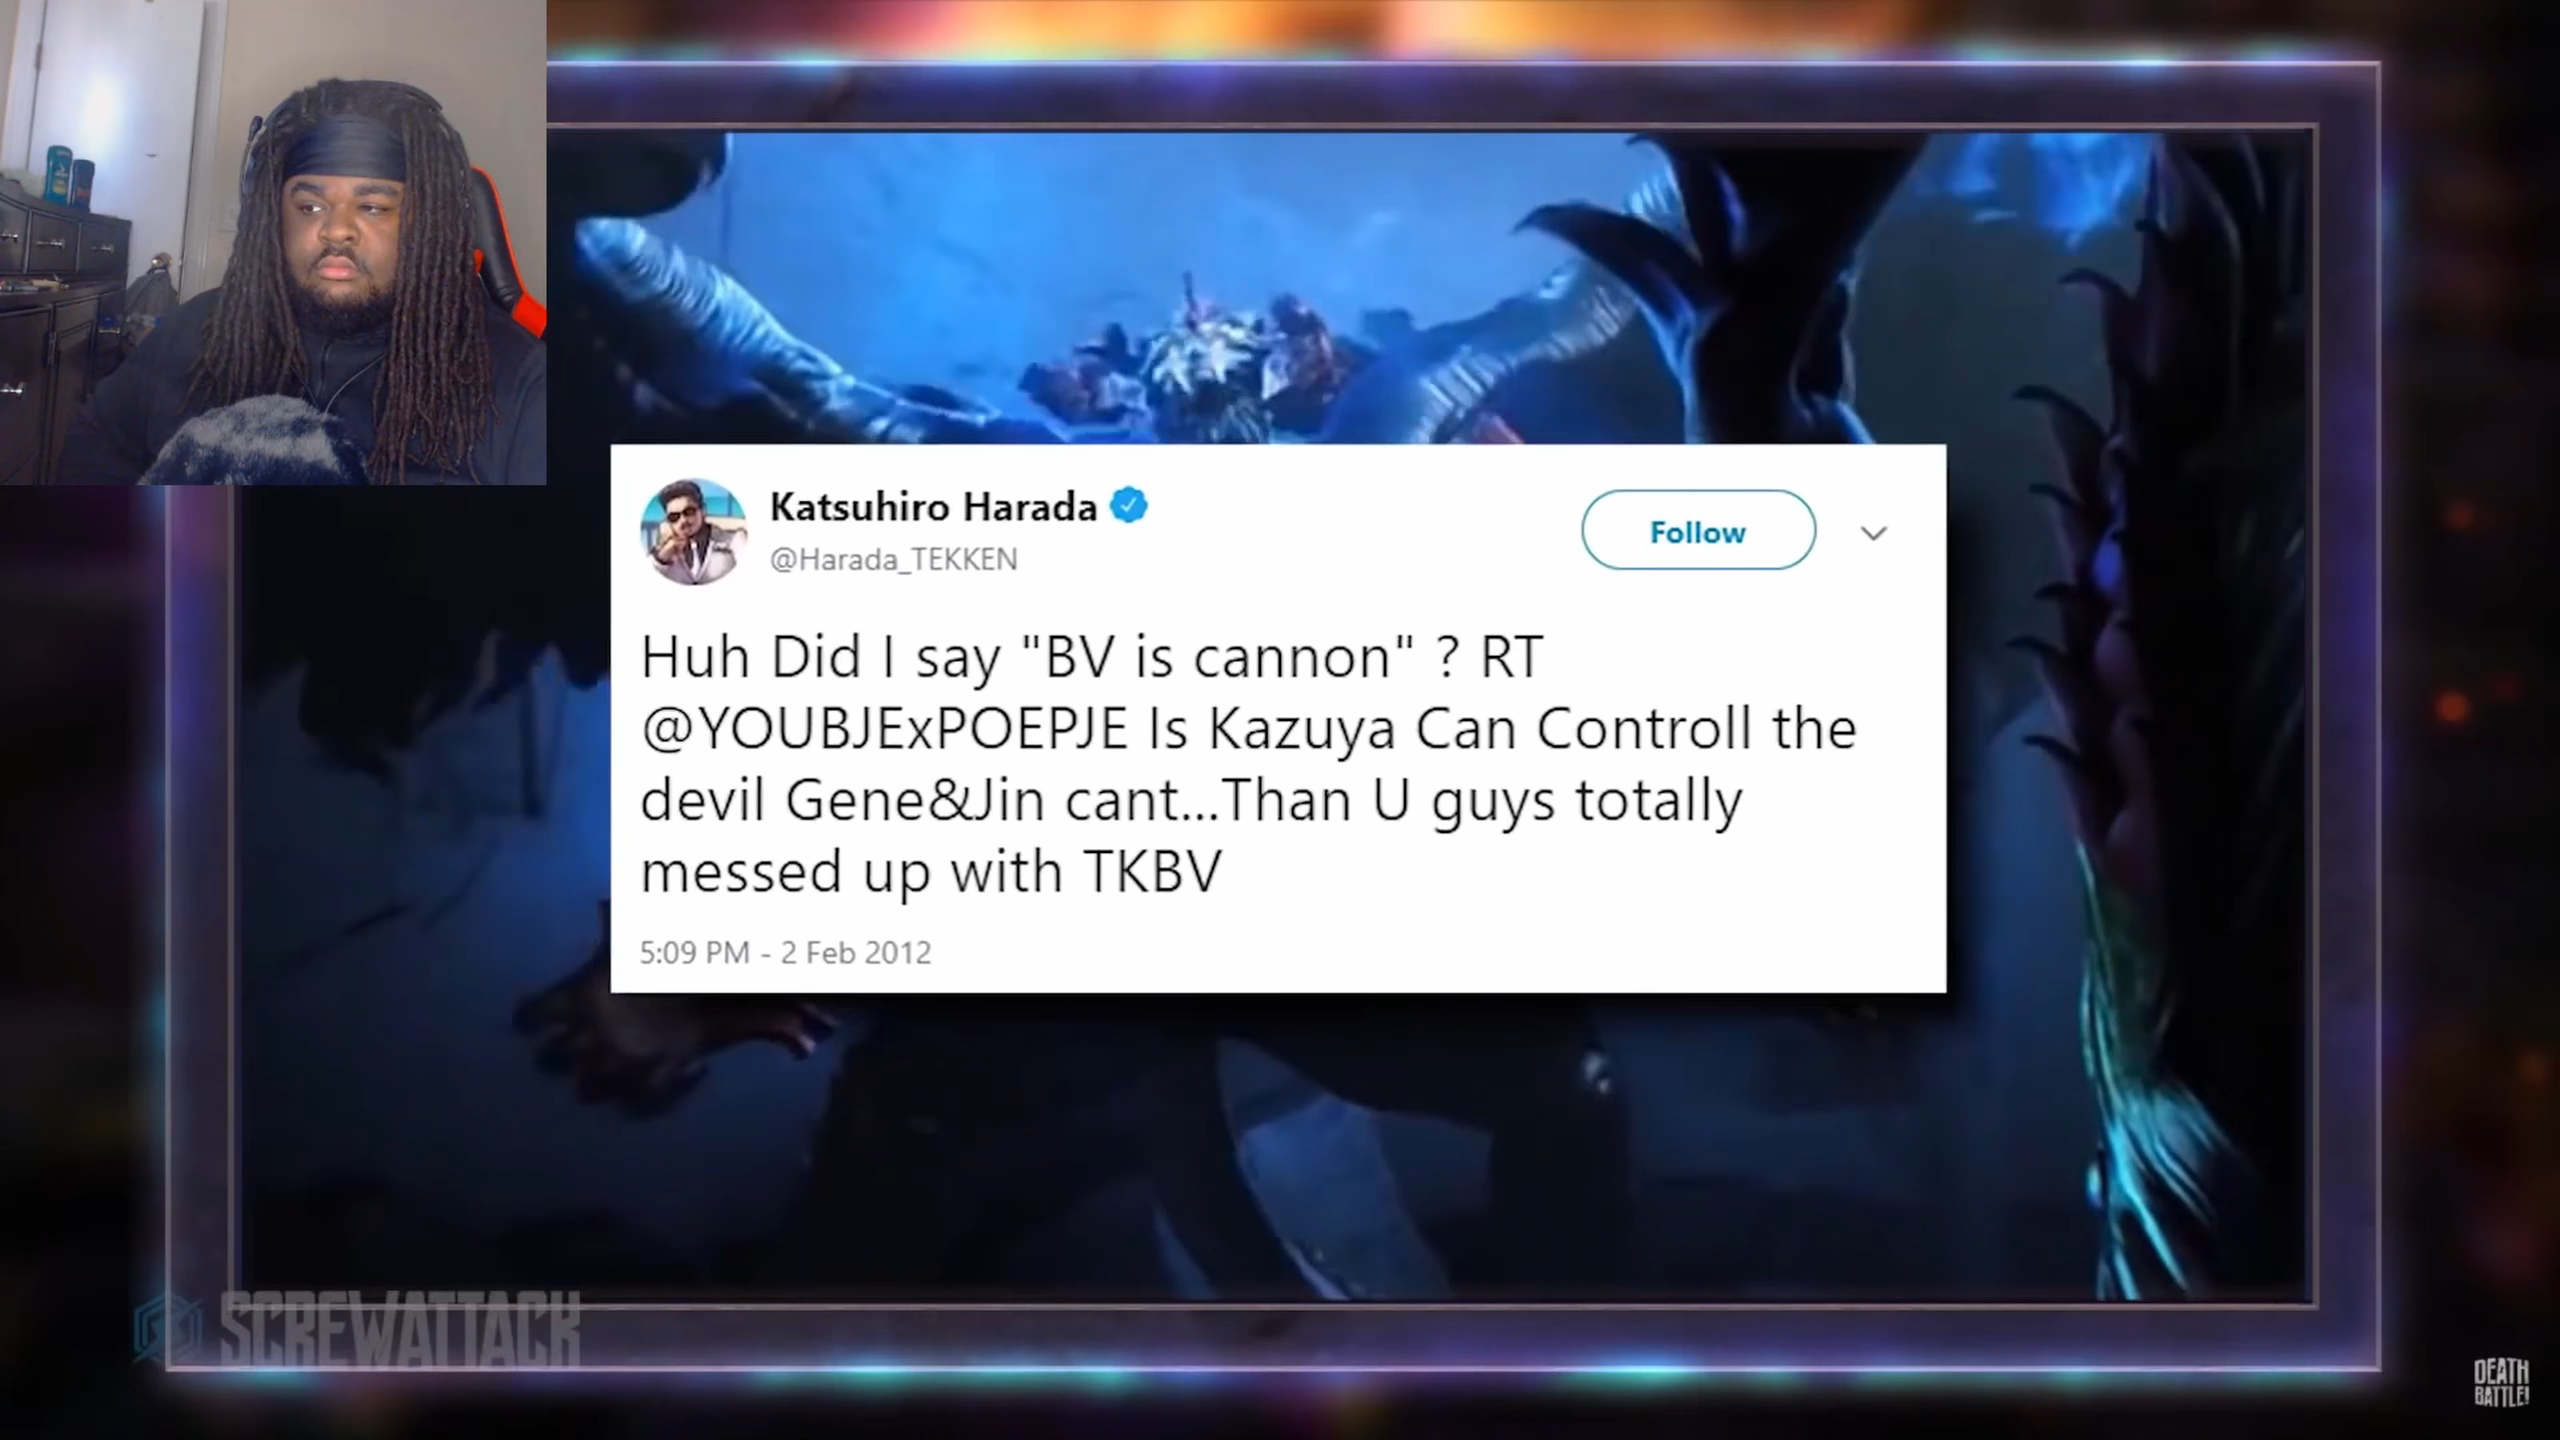 Katsuhiro Harada
@Harada_TEKKEN
Follow
Huh Did I say "BV is cannon" ? RT
@YOUBJExPOEPJE Is Kazuya Can Controll the
devil Gene&Jin cant...Than U guys totally
messed up with TKBV
5:09 PM - 2 Feb 2012
SCREWATTACK
DEATH
BATTLE!